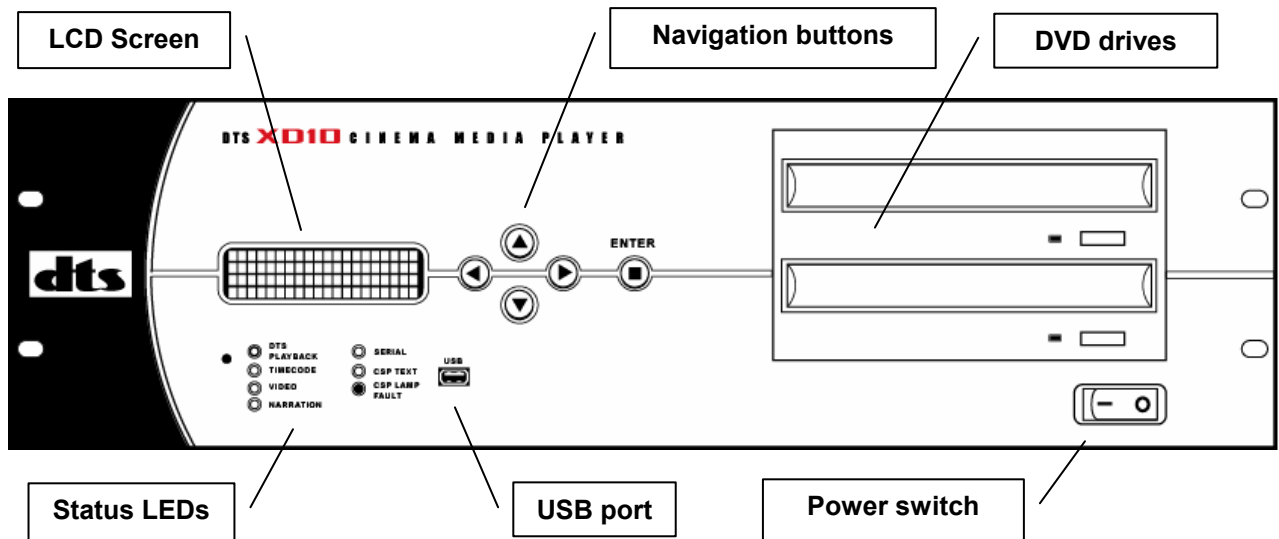 LCD Screen
Navigation buttons
DVD drives
DTS XD10 CINEMA MEDIA PLAYER
ENTER
dts
DTS PLAYBACK
TIMECODE
VIDEO
NARRATION
SERIAL
CSP TEXT
CSP LAMP FAULT
USB
Status LEDs
USB port
Power switch